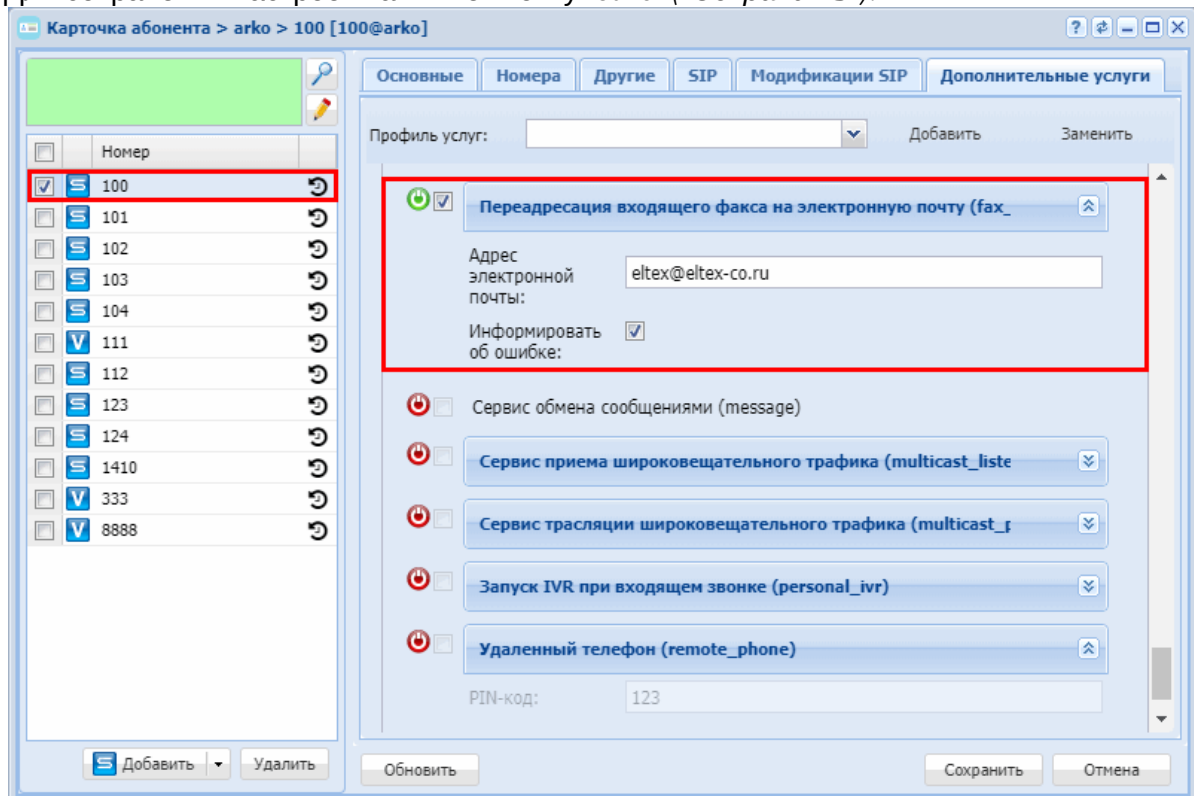 Карточка абонента > arko > 100 [100@arko]
Основные Номера Другие SIP Модификации SIP Дополнительные услуги
Профиль услуг: Добавить Заменить
Номер
100
101
102
103
104
111
112
123
124
1410
333
8888
Переадресация входящего факса на электронную почту (fax_
Адрес
электронной
почты:
eltex@eltex-co.ru
Информировать
об ошибке:
Сервис обмена сообщениями (message)
Сервис приема широковещательного трафика (multicast_liste
Сервис трасляции широковещательного трафика (multicast_p
Запуск IVR при входящем звонке (personal_ivr)
Удаленный телефон (remote_phone)
PIN-код: 123
Добавить Удалить
Обновить Сохранить Отмена